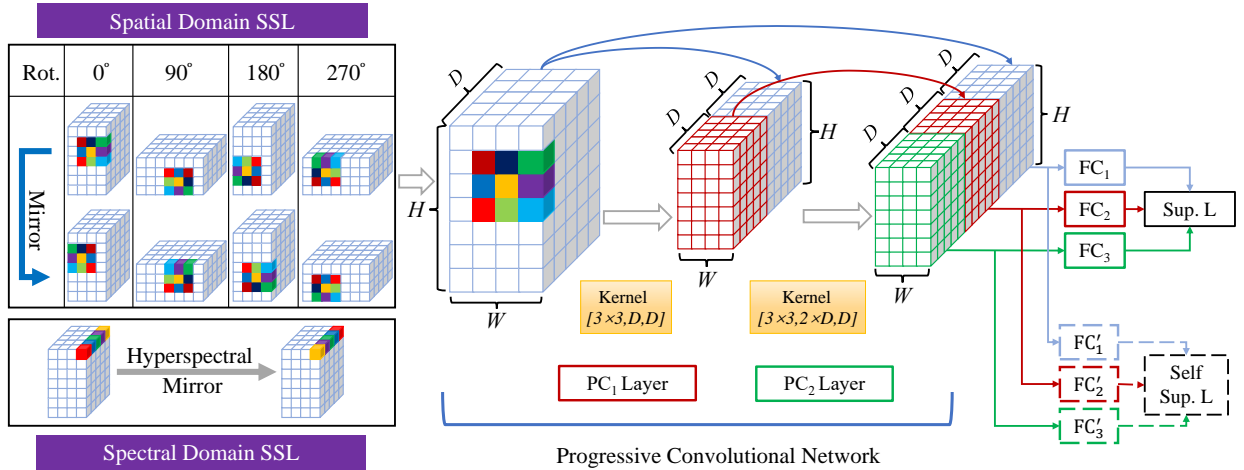 Spatial Domain SSL
Rot. 0° 90° 180° 270°
Mirror
Hyperspectral
Mirror
Spectral Domain SSL
D
H
W
Kernel
[3×3,D,D]
PC₁ Layer
D
D
H
W
Kernel
[3×3,2×D,D]
PC₂ Layer
D
D
D
H
W
Progressive Convolutional Network
FC₁
FC₂
FC₃
Sup. L
FC′₁
FC′₂
FC′₃
Self
Sup. L